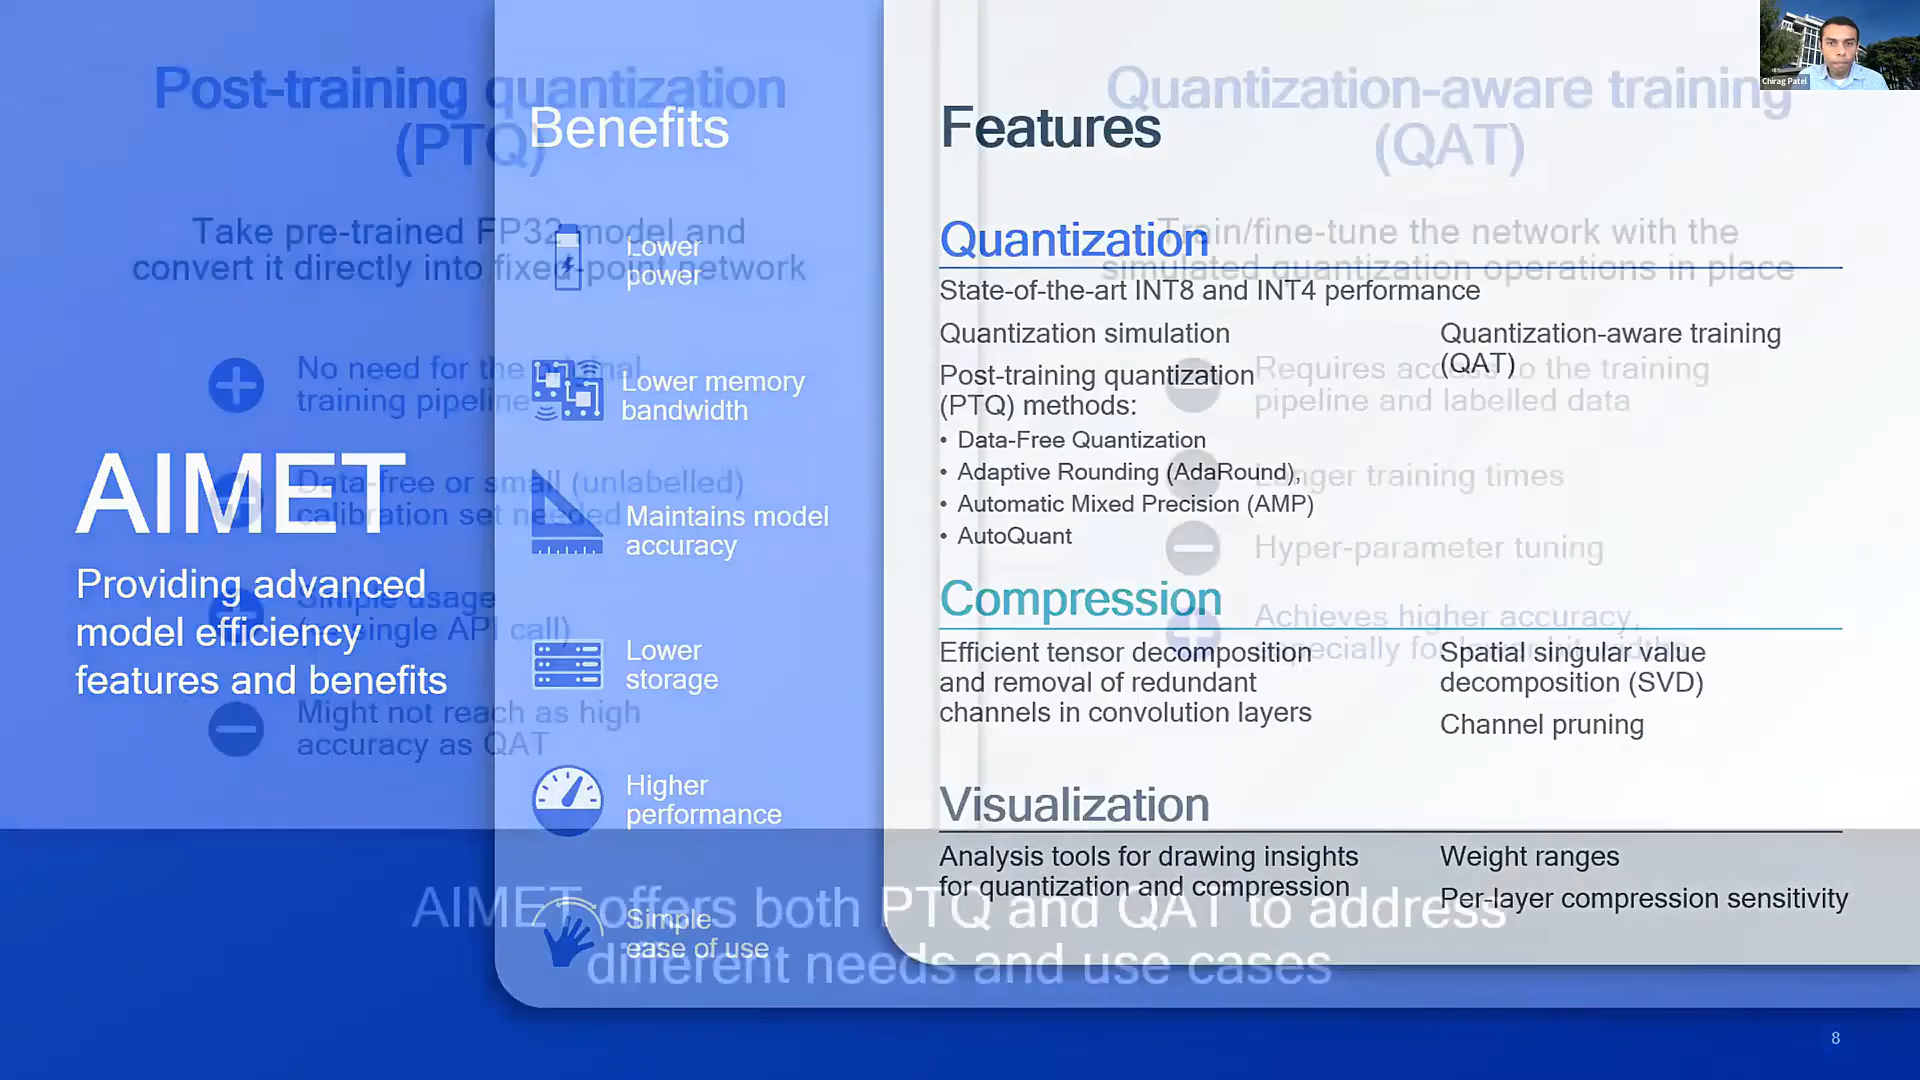 Post-training quantization
(PTQ)
Take pre-trained FP32 model and
convert it directly into fixed-point network
No need for the original
training pipeline
Data-free or small (unlabelled)
calibration set needed
Simple usage
single API call)
Might not reach as high
accuracy as QAT
Quantization-aware training
(QAT)
Train/fine-tune the network with the
simulated quantization operations in place
Requires access to the training
pipeline and labelled data
Longer training times
Hyper-parameter tuning
Achieves higher accuracy,
especially for lower bit-widths
AIMET offers both PTQ and QAT to address
different needs and use cases
AIMET
Providing advanced
model efficiency
features and benefits
Benefits
Lower
power
Lower memory
bandwidth
Maintains model
accuracy
Lower
storage
Higher
performance
Simple
ease of use
Features
Quantization
State-of-the-art INT8 and INT4 performance
Quantization simulation
Post-training quantization
(PTQ) methods:
• Data-Free Quantization
• Adaptive Rounding (AdaRound),
• Automatic Mixed Precision (AMP)
• AutoQuant
Quantization-aware training
(QAT)
Compression
Efficient tensor decomposition
and removal of redundant
channels in convolution layers
Spatial singular value
decomposition (SVD)
Channel pruning
Visualization
Analysis tools for drawing insights
for quantization and compression
Weight ranges
Per-layer compression sensitivity
Chirag Patel
8